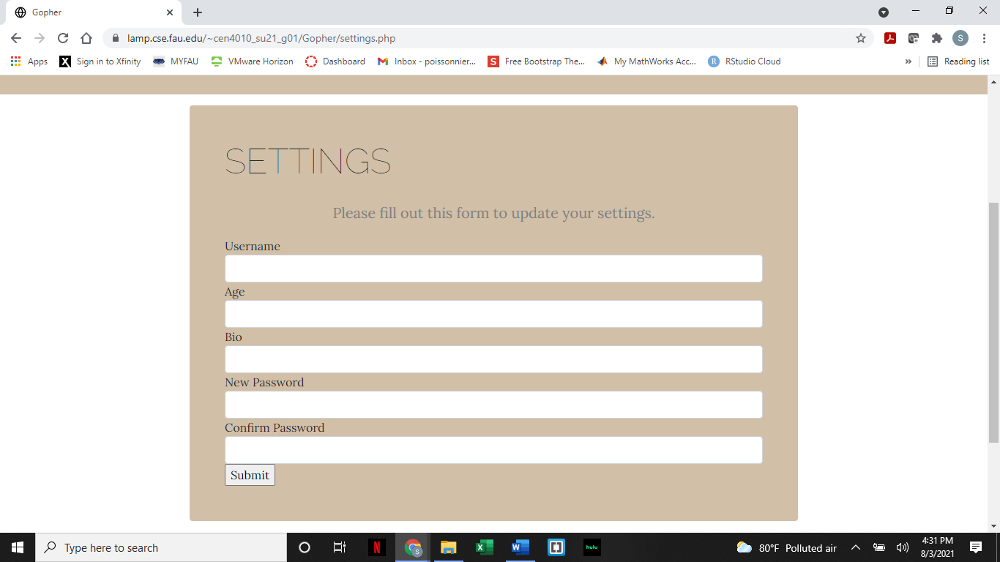 Gopher
lamp.cse.fau.edu/~cen4010_su21_g01/Gopher/settings.php
S
Apps
X
Sign in to Xfinity
MYFAU
VMware Horizon
Dashboard
Inbox - poissonnier...
S
Free Bootstrap The...
My MathWorks Acc...
R
RStudio Cloud
»
Reading list
SETTINGS
Please fill out this form to update your settings.
Username
Age
Bio
New Password
Confirm Password
Submit
Type here to search
N
S
X
W
hulu
80°F Polluted air
4:31 PM
8/3/2021